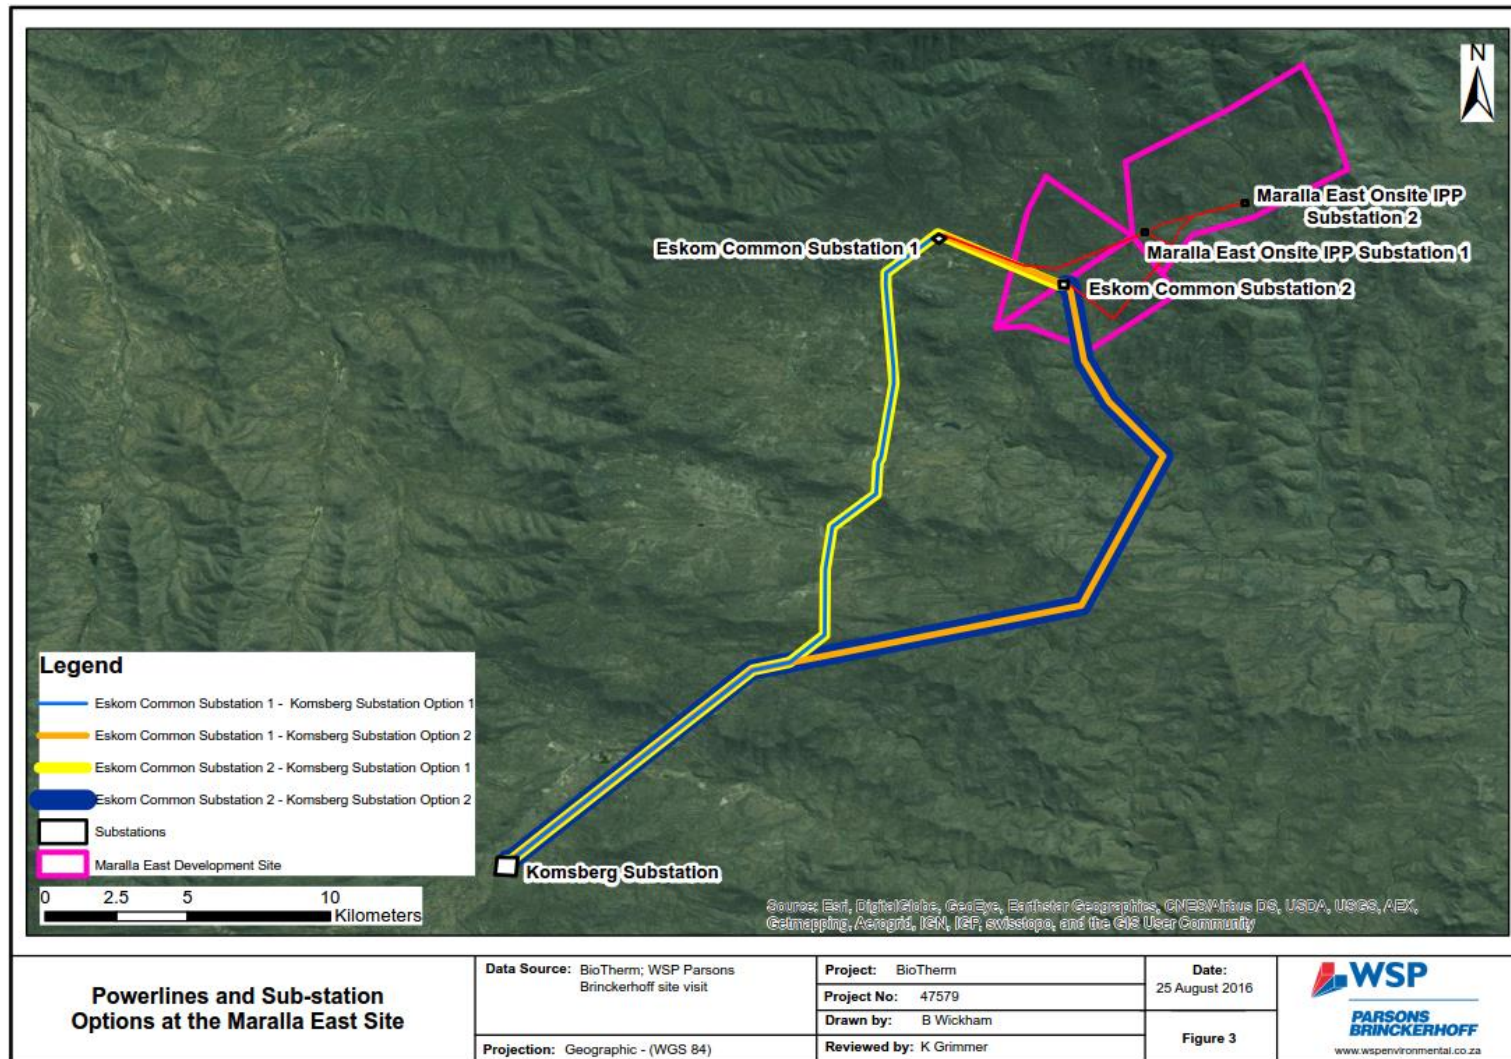 N
Maralla East Onsite IPP
Substation 2
Eskom Common Substation 1
Maralla East Onsite IPP Substation 1
Eskom Common Substation 2
Legend
Eskom Common Substation 1 - Komsberg Substation Option 1
Eskom Common Substation 1 - Komsberg Substation Option 2
Eskom Common Substation 2 - Komsberg Substation Option 1
Eskom Common Substation 2 - Komsberg Substation Option 2
Substations
Maralla East Development Site
0 2.5 5 10
Kilometers
Komsberg Substation
Source: Esri, DigitalGlobe, GeoEye, Earthstar Geographics, CNES/Airbus DS, USDA, USGS, AEX,
Getmapping, Aerogrid, IGN, IGP, swisstopo, and the GIS User Community
Powerlines and Sub-station
Options at the Maralla East Site
Data Source: BioTherm; WSP Parsons
Brinckerhoff site visit
Projection: Geographic - (WGS 84)
Project: BioTherm
Project No: 47579
Drawn by: B Wickham
Reviewed by: K Grimmer
Date:
25 August 2016
Figure 3
WSP
PARSONS
BRINCKERHOFF
www.wspenvironmental.co.za